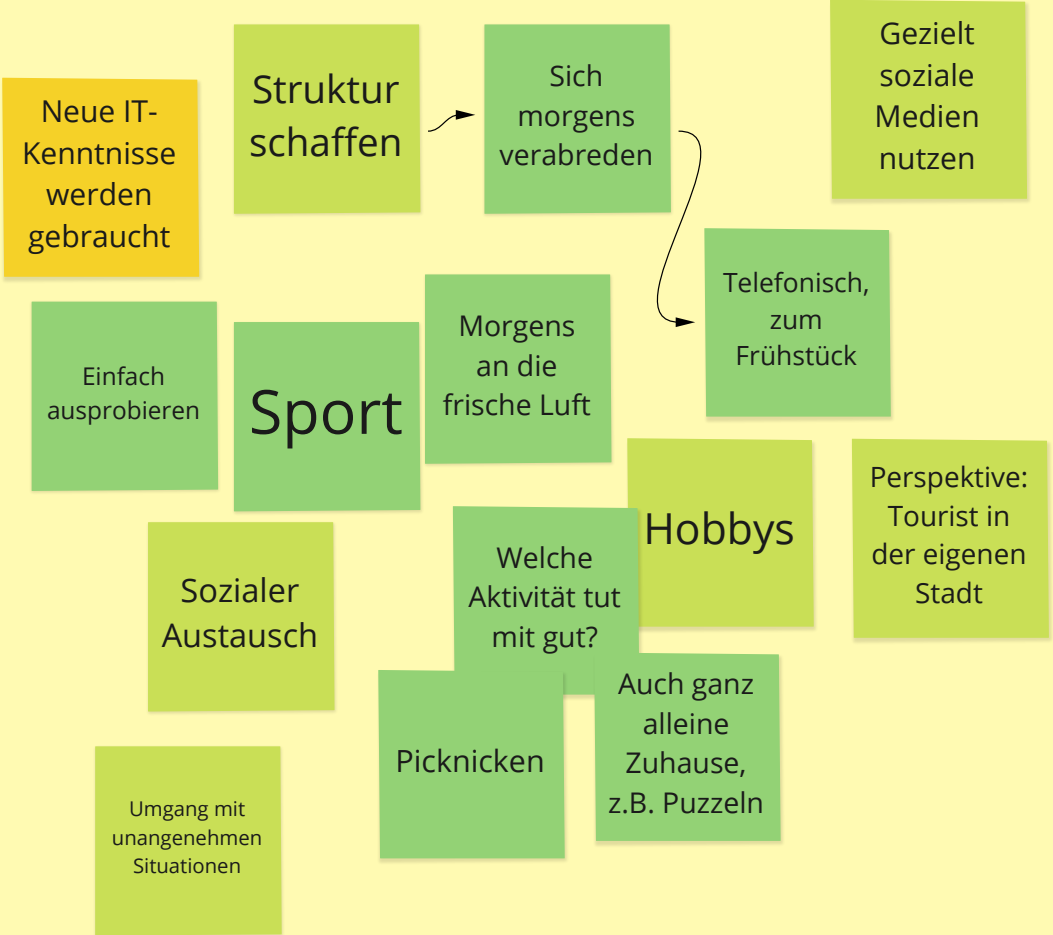 Neue IT-
Kenntnisse
werden
gebraucht
Struktur
schaffen
Sich
morgens
verabreden
Gezielt
soziale
Medien
nutzen
Telefonisch,
zum
Frühstück
Einfach
ausprobieren
Sport
Morgens
an die
frische Luft
Hobbys
Perspektive:
Tourist in
der eigenen
Stadt
Sozialer
Austausch
Welche
Aktivität tut
mit gut?
Picknicken
Auch ganz
alleine
Zuhause,
z.B. Puzzeln
Umgang mit
unangenehmen
Situationen